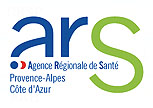 ars
Agence Régionale de Santé
Provence-Alpes
Côte d'Azur